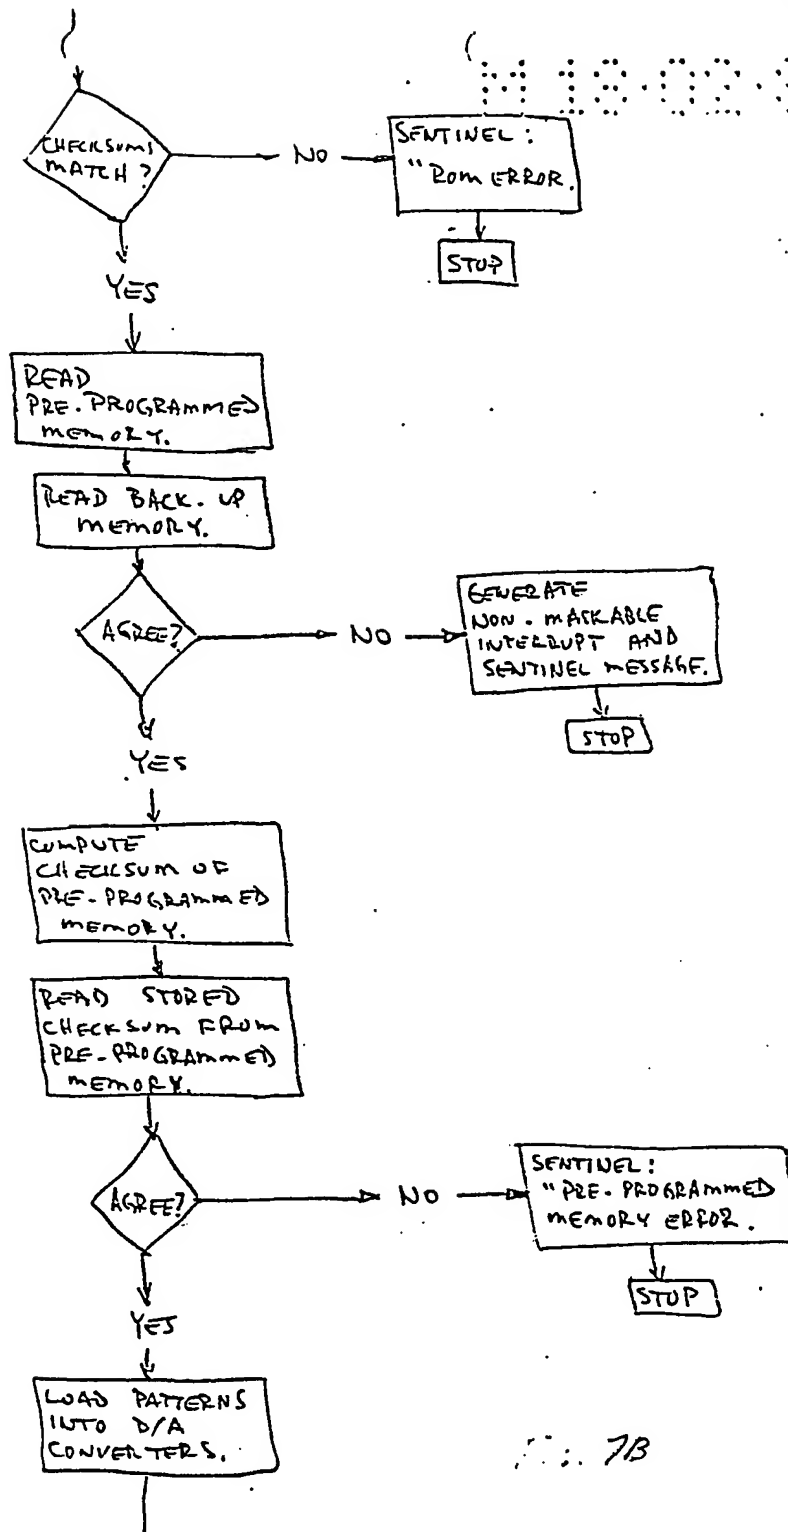 M 18·02·
CHECKSUMS
MATCH?
NO
SENTINEL:
"ROM ERROR.
STOP
YES
READ
PRE-PROGRAMMED
MEMORY.
READ BACK-UP
MEMORY.
AGREE?
NO
GENERATE
NON-MASKABLE
INTERRUPT AND
SENTINEL MESSAGE.
STOP
YES
COMPUTE
CHECKSUM OF
PRE-PROGRAMMED
MEMORY.
READ STORED
CHECKSUM FROM
PRE-PROGRAMMED
MEMORY.
AGREE?
NO
SENTINEL:
"PRE-PROGRAMMED
MEMORY ERROR.
STOP
YES
LOAD PATTERNS
INTO D/A
CONVERTERS.
7B